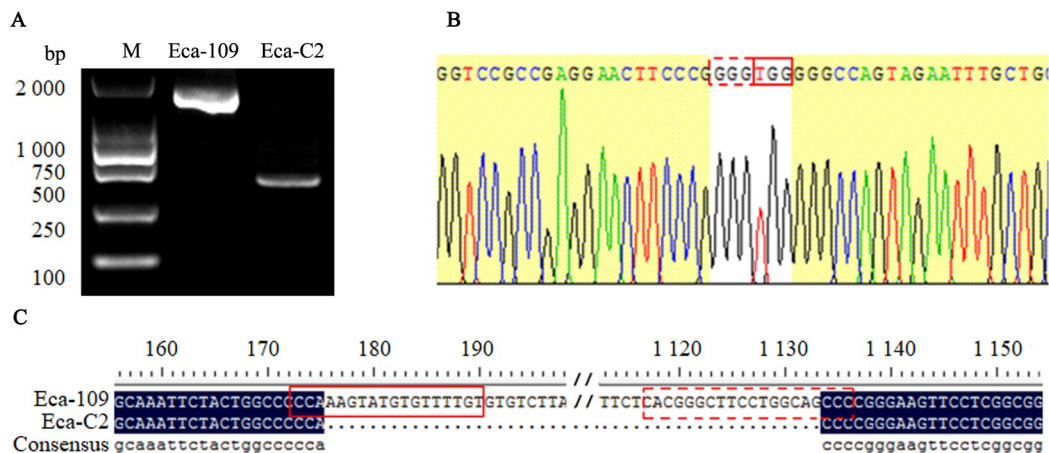 A
bp M Eca-109 Eca-C2
2 000
1 000
750
500
250
100
B
GGTCCGCCGAGGAACTTCCCGGGGTGGGGGCCAGTAGAATTTGCTGC
C
160 170 180 190 // 1 120 1 130 1 140 1 150
Eca-109 GCAAATTCTACTGGCCCCCAAAGTATGTGTTTTGTGTGTCTTA // TTCTCACGGGCTTCCTGGCAGCCCCGGGAAGTTCCTCGGCGG
Eca-C2 GCAAATTCTACTGGCCCCCA..................................................CCCCGGGAAGTTCCTCGGCGG
Consensus gcaaattctactggccccca ccccgggaagttcctcggcgg